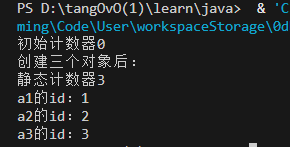 PS D:\tangOvO(1)\learn\java>  & 'C
ming\Code\User\workspaceStorage\0d
初始计数器0
创建三个对象后：
静态计数器3
a1的id：1
a2的id：2
a3的id：3